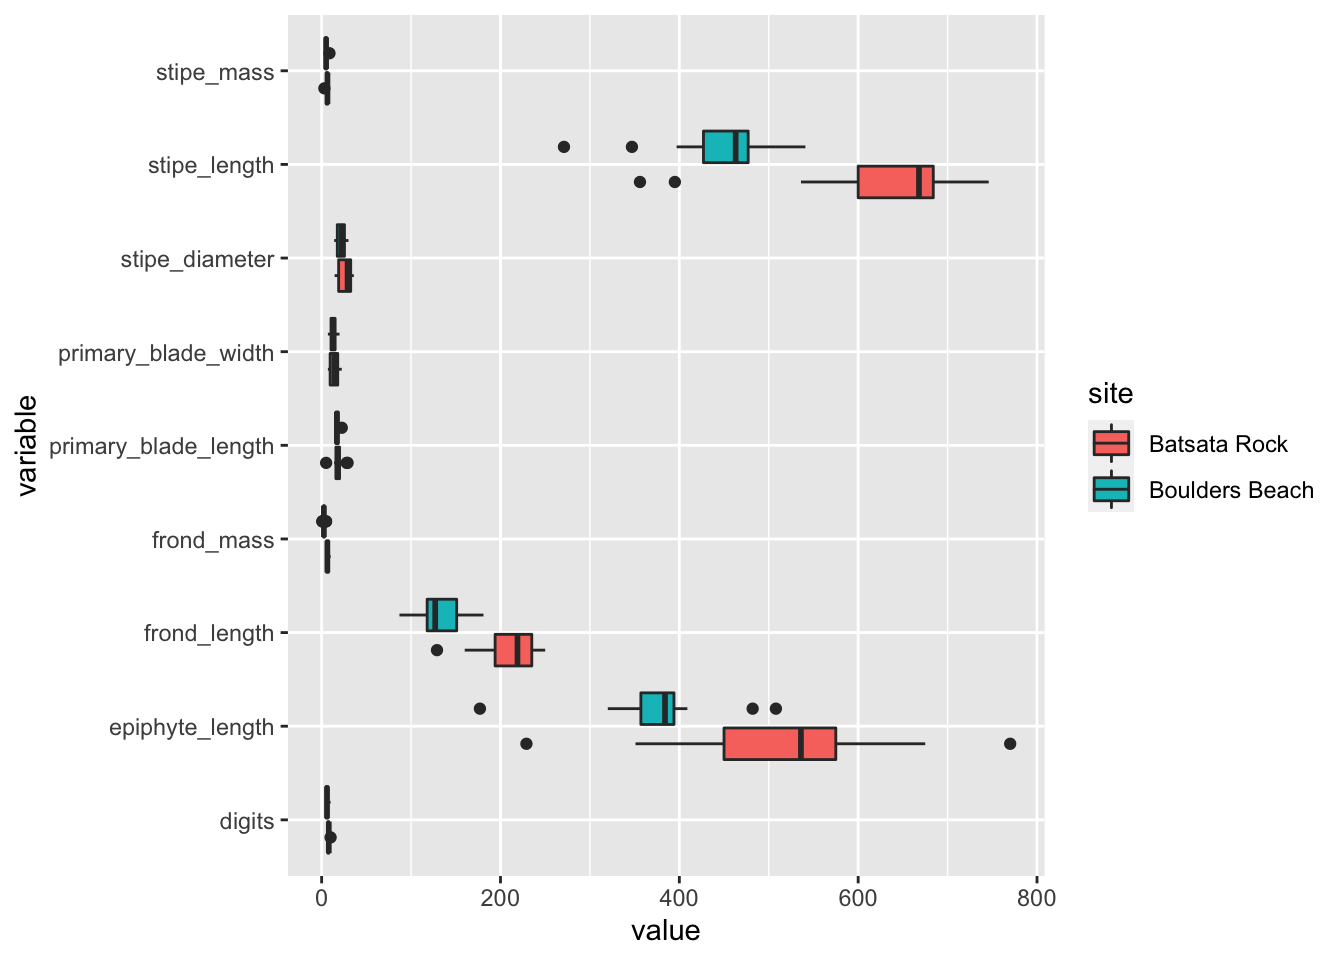 stipe_mass
stipe_length
stipe_diameter
primary_blade_width
primary_blade_length
frond_mass
frond_length
epiphyte_length
digits
variable
0 200 400 600 800
value
site
Batsata Rock
Boulders Beach